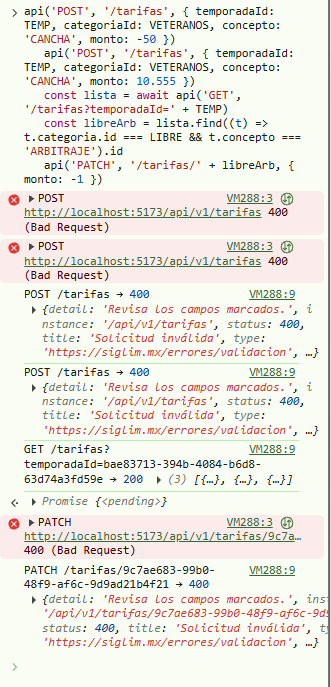 api('POST', '/tarifas', { temporadaId:
TEMP, categoriaId: VETERANOS, concepto:
'CANCHA', monto: -50 })
api('POST', '/tarifas', { temporadaId:
TEMP, categoriaId: VETERANOS, concepto:
'CANCHA', monto: 10.555 })
const lista = await api('GET',
'/tarifas?temporadaId=' + TEMP)
const libreArb = lista.find((t) =>
t.categoria.id === LIBRE && t.concepto ===
'ARBITRAJE').id
api('PATCH', '/tarifas/' + libreArb, {
monto: -1 })
POST VM288:3
http://localhost:5173/api/v1/tarifas 400
(Bad Request)
POST VM288:3
http://localhost:5173/api/v1/tarifas 400
(Bad Request)
POST /tarifas → 400 VM288:9
{detail: 'Revisa los campos marcados.', i
nstance: '/api/v1/tarifas', status: 400,
title: 'Solicitud inválida', type:
'https://siglim.mx/errores/validacion', …}
POST /tarifas → 400 VM288:9
{detail: 'Revisa los campos marcados.', i
nstance: '/api/v1/tarifas', status: 400,
title: 'Solicitud inválida', type:
'https://siglim.mx/errores/validacion', …}
GET /tarifas? VM288:9
temporadaId=bae83713-394b-4084-b6d8-
63d74a3fd59e → 200 (3) [{…}, {…}, {…}]
Promise {<pending>}
PATCH VM288:3
http://localhost:5173/api/v1/tarifas/9c7a…
400 (Bad Request)
PATCH /tarifas/9c7ae683-99b0- VM288:9
48f9-af6c-9d9ad21b4f21 → 400
{detail: 'Revisa los campos marcados.', inst
'/api/v1/tarifas/9c7ae683-99b0-48f9-af6c-9d9
status: 400, title: 'Solicitud inválida', ty
'https://siglim.mx/errores/validacion', …}